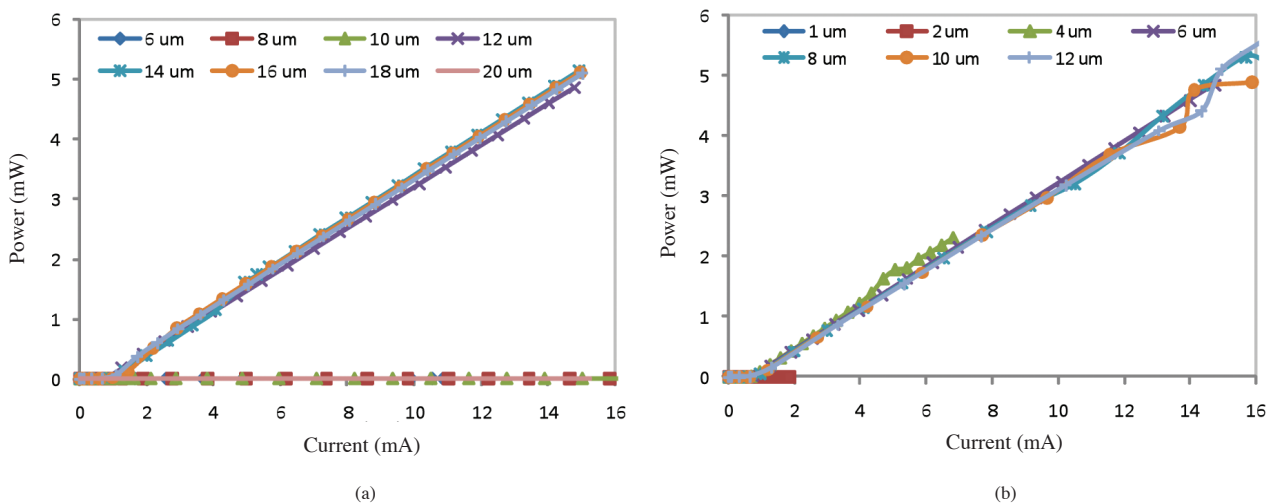 6 um 8 um 10 um 12 um
14 um 16 um 18 um 20 um
6
5
4
3
2
1
0
Power (mW)
0 2 4 6 8 10 12 14 16
Current (mA)
(a)
1 um 2 um 4 um 6 um
8 um 10 um 12 um
6
5
4
3
2
1
0
Power (mW)
0 2 4 6 8 10 12 14 16
Current (mA)
(b)